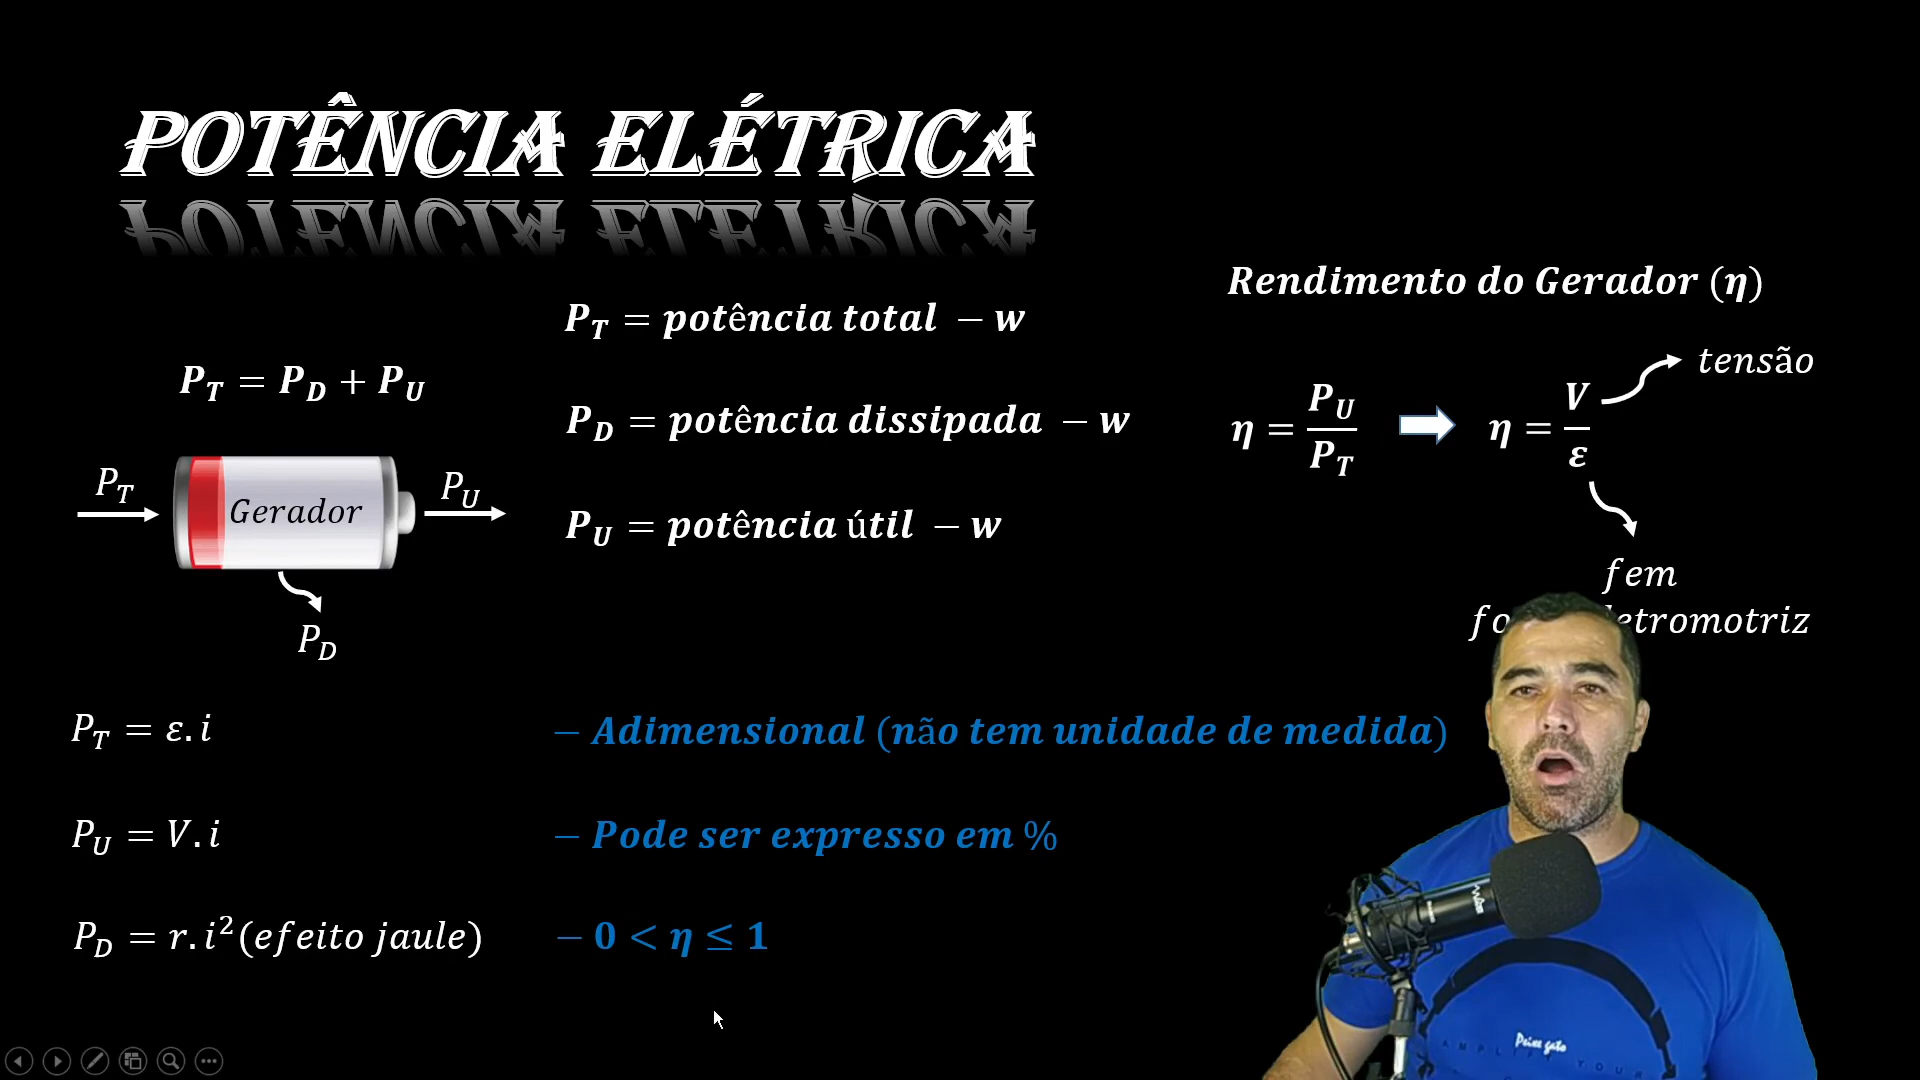 POTÊNCIA ELÉTRICA
P_T = P_D + P_U
P_T
Gerador
P_U
P_D
P_T = potência total − w
P_D = potência dissipada − w
P_U = potência útil − w
Rendimento do Gerador (η)
η = P_U / P_T
η = V / ε
tensão
fem
P_T = ε.i
P_U = V.i
P_D = r.i²(efeito jaule)
− Adimensional (não tem unidade de medida)
− Pode ser expresso em %
− 0 < η ≤ 1
Peixe gato